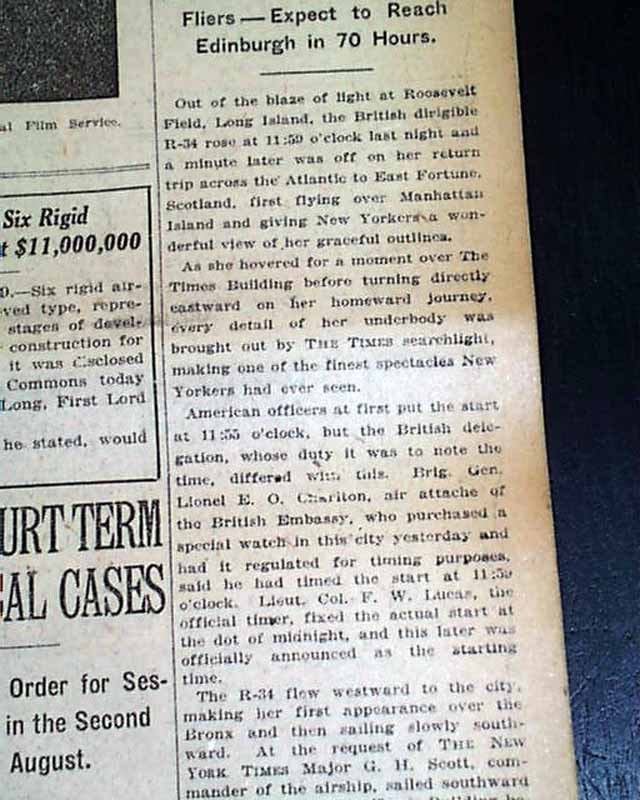 al Film Service.
Six Rigid
t $11,000,000
9.—Six rigid air-
ved type, repre-
stages of devel-
construction for
it was disclosed
Commons today
Long, First Lord
he stated, would
URT TERM
CAL CASES
Order for Ses-
in the Second
August.
Fliers — Expect to Reach
Edinburgh in 70 Hours.
Out of the blaze of light at Roosevelt
Field, Long Island, the British dirigible
R-34 rose at 11:59 o'clock last night and
a minute later was off on her return
trip across the Atlantic to East Fortune,
Scotland, first flying over Manhattan
Island and giving New Yorkers a won-
derful view of her graceful outlines.
As she hovered for a moment over The
Times Building before turning directly
eastward on her homeward journey,
every detail of her underbody was
brought out by THE TIMES searchlight,
making one of the finest spectacles New
Yorkers had ever seen.
American officers at first put the start
at 11:55 o'clock, but the British dele-
gation, whose duty it was to note the
time, differed with this. Brig. Gen.
Lionel E. O. Charlton, air attache of
the British Embassy, who purchased a
special watch in this city yesterday and
had it regulated for timing purposes,
said he had timed the start at 11:59
o'clock. Lieut. Col. F. W. Lucas, the
official timer, fixed the actual start at
the dot of midnight, and this later was
officially announced as the starting
time.
The R-34 flew westward to the city,
making her first appearance over the
Bronx and then sailing slowly south-
ward. At the request of THE NEW
YORK TIMES Major G. H. Scott, com-
mander of the airship, sailed southward